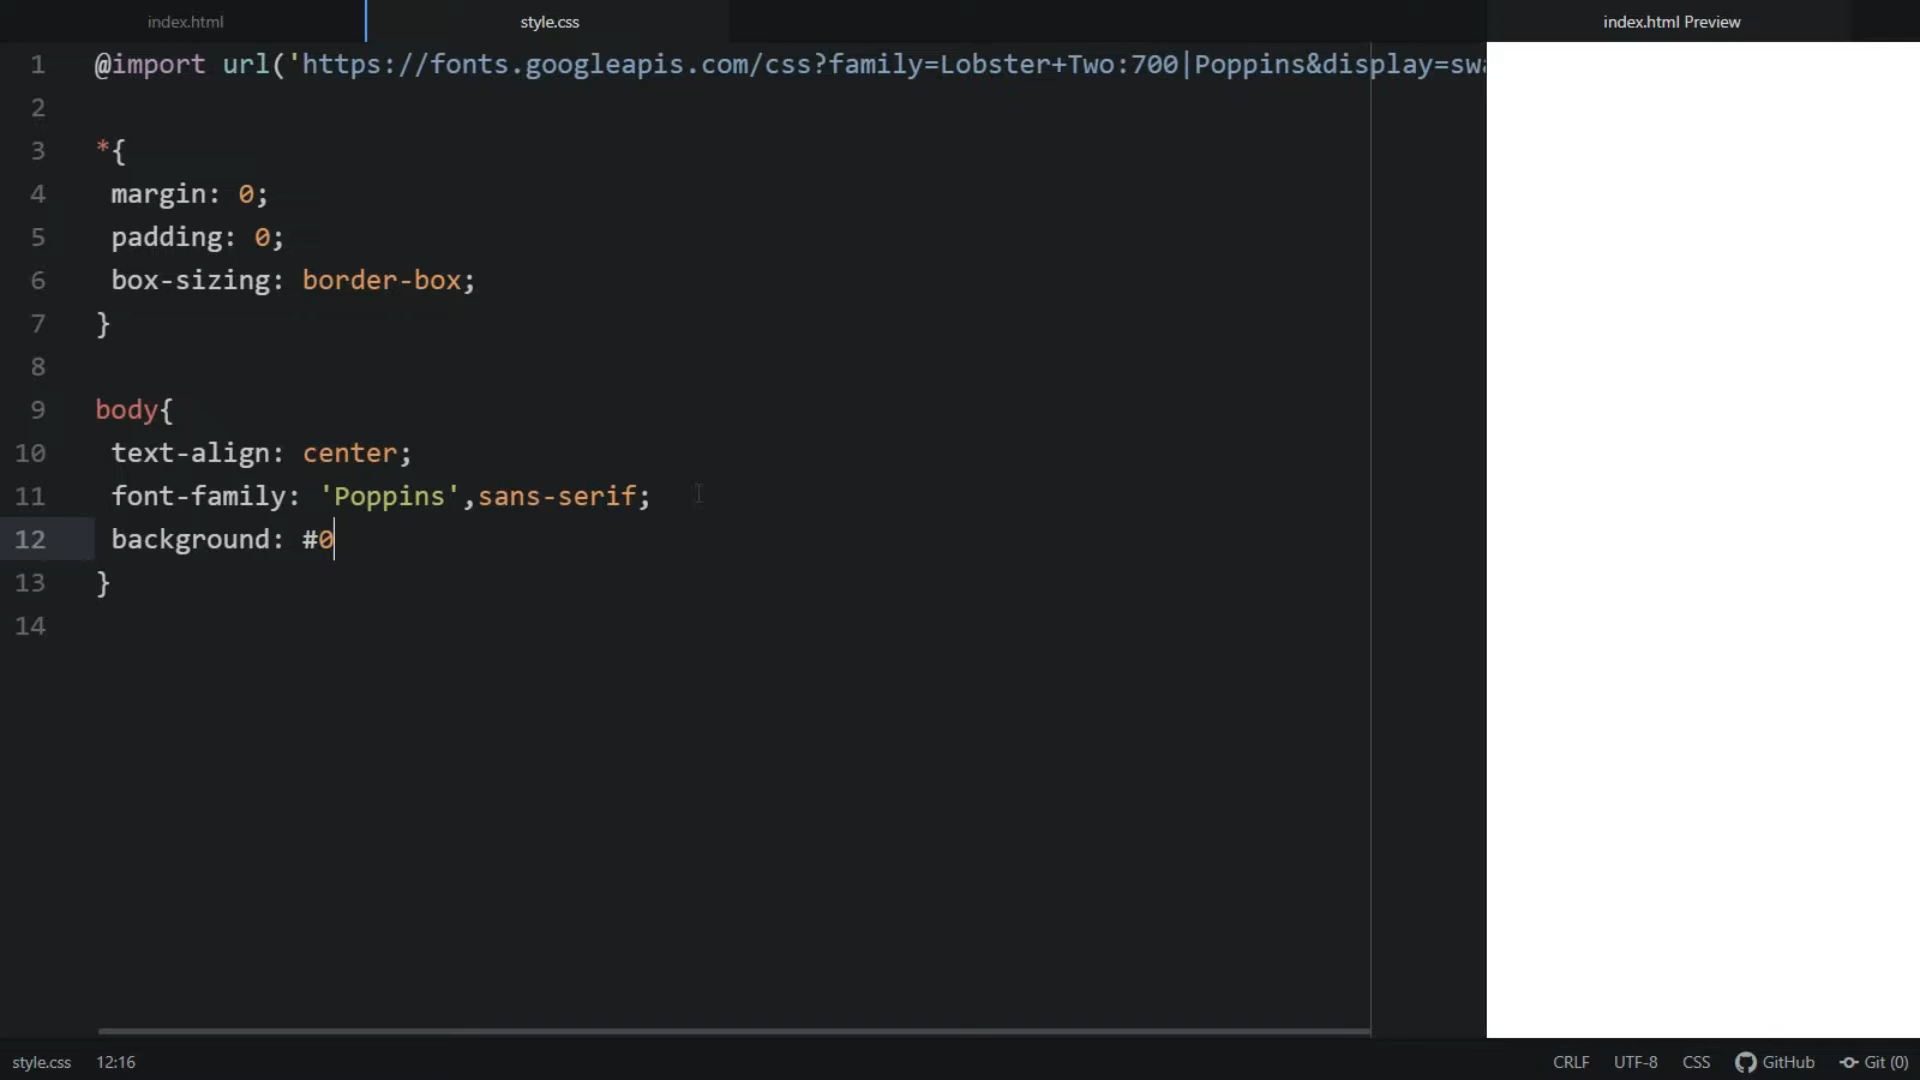 index.html style.css index.html Preview
1 @import url('https://fonts.googleapis.com/css?family=Lobster+Two:700|Poppins&display=swa
2
3 *{
4 margin: 0;
5 padding: 0;
6 box-sizing: border-box;
7 }
8
9 body{
10 text-align: center;
11 font-family: 'Poppins',sans-serif;
12 background: #0
13 }
14
style.css 12:16 CRLF UTF-8 CSS GitHub Git (0)